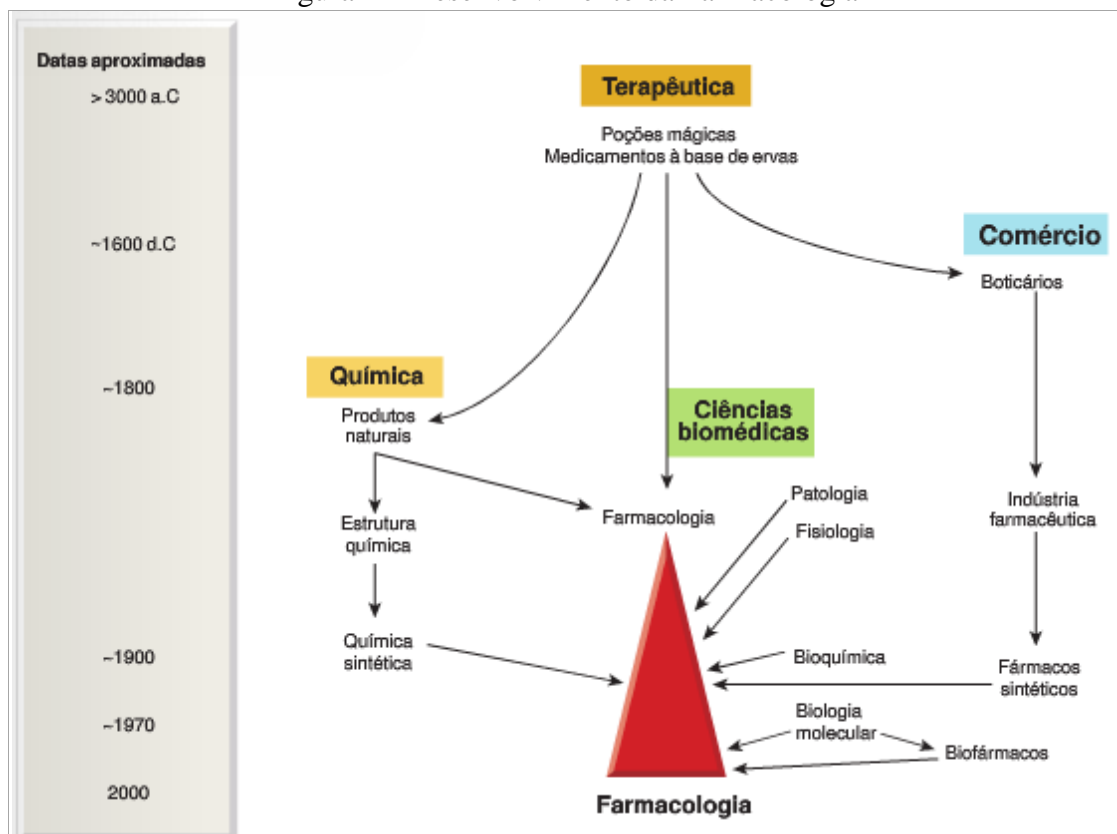 Datas aproximadas
> 3000 a.C
~1600 d.C
~1800
~1900
~1970
2000
Terapêutica
Poções mágicas
Medicamentos à base de ervas
Comércio
Boticários
Química
Produtos
naturais
Ciências
biomédicas
Estrutura
química
Farmacologia
Patologia
Fisiologia
Indústria
farmacêutica
Química
sintética
Bioquímica
Fármacos
sintéticos
Biologia
molecular
Biofármacos
Farmacologia